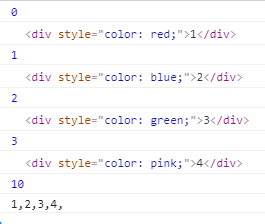 0
<div style="color: red;">1</div>
1
<div style="color: blue;">2</div>
2
<div style="color: green;">3</div>
3
<div style="color: pink;">4</div>
10
1,2,3,4,